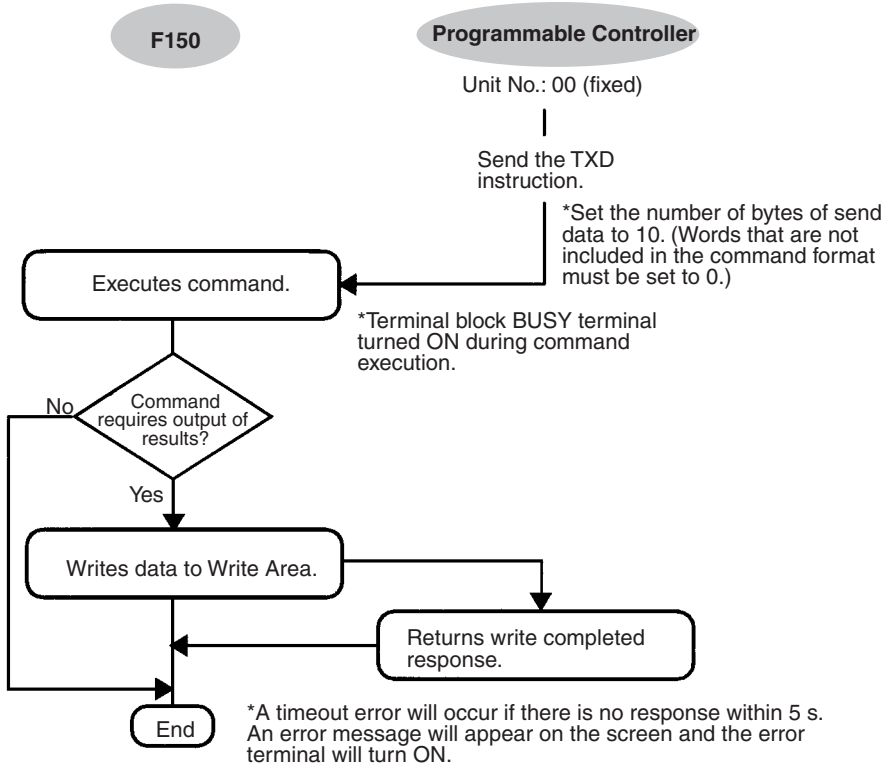 F150
Programmable Controller
Unit No.: 00 (fixed)
Send the TXD
instruction.
*Set the number of bytes of send
data to 10. (Words that are not
included in the command format
must be set to 0.)
Executes command.
*Terminal block BUSY terminal
turned ON during command
execution.
No
Command
requires output of
results?
Yes
Writes data to Write Area.
Returns write completed
response.
End
*A timeout error will occur if there is no response within 5 s.
An error message will appear on the screen and the error
terminal will turn ON.